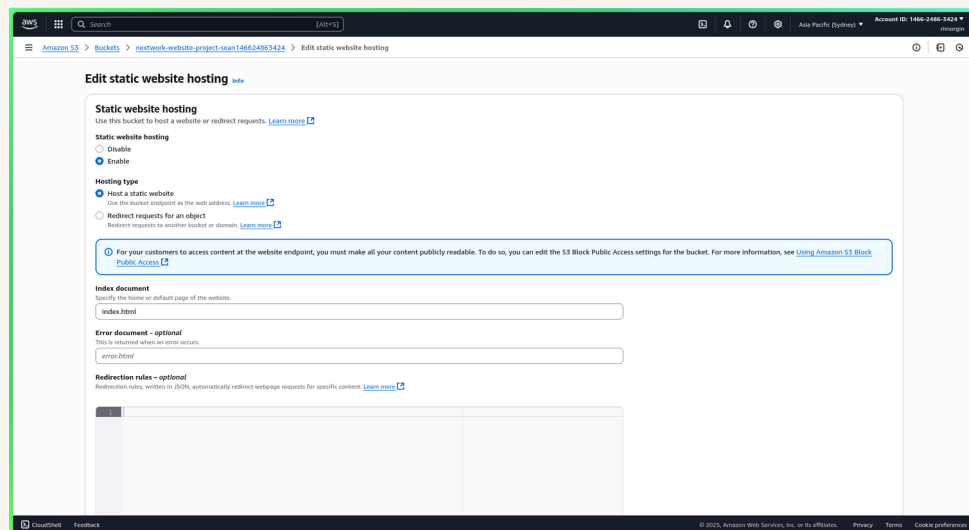 aws Search [Alt+S] Asia Pacific (Sydney) ▼ Account ID: 1466-2486-3424 ▼
rimorgin
Amazon S3 > Buckets > nextwork-website-project-sean146624863424 > Edit static website hosting
Edit static website hosting Info
Static website hosting
Use this bucket to host a website or redirect requests. Learn more
Static website hosting
Disable
Enable
Hosting type
Host a static website
Use the bucket endpoint as the web address. Learn more
Redirect requests for an object
Redirect requests to another bucket or domain. Learn more
For your customers to access content at the website endpoint, you must make all your content publicly readable. To do so, you can edit the S3 Block Public Access settings for the bucket. For more information, see Using Amazon S3 Block
Public Access
Index document
Specify the home or default page of the website.
index.html
Error document - optional
This is returned when an error occurs.
error.html
Redirection rules – optional
Redirection rules, written in JSON, automatically redirect webpage requests for specific content. Learn more
1
CloudShell Feedback © 2025, Amazon Web Services, Inc. or its affiliates. Privacy Terms Cookie preferences